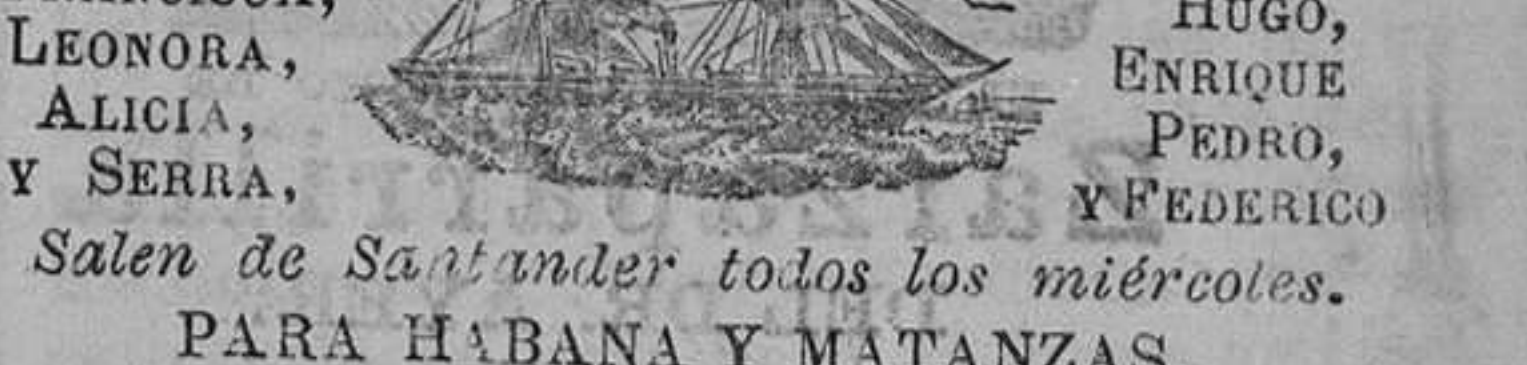 LEONORA,
ALICIA,
Y SERRA,
HUGO,
ENRIQUE
PEDRO,
Y FEDERICO
Salen de Santander todos los miércoles.
PARA HABANA Y MATANZAS